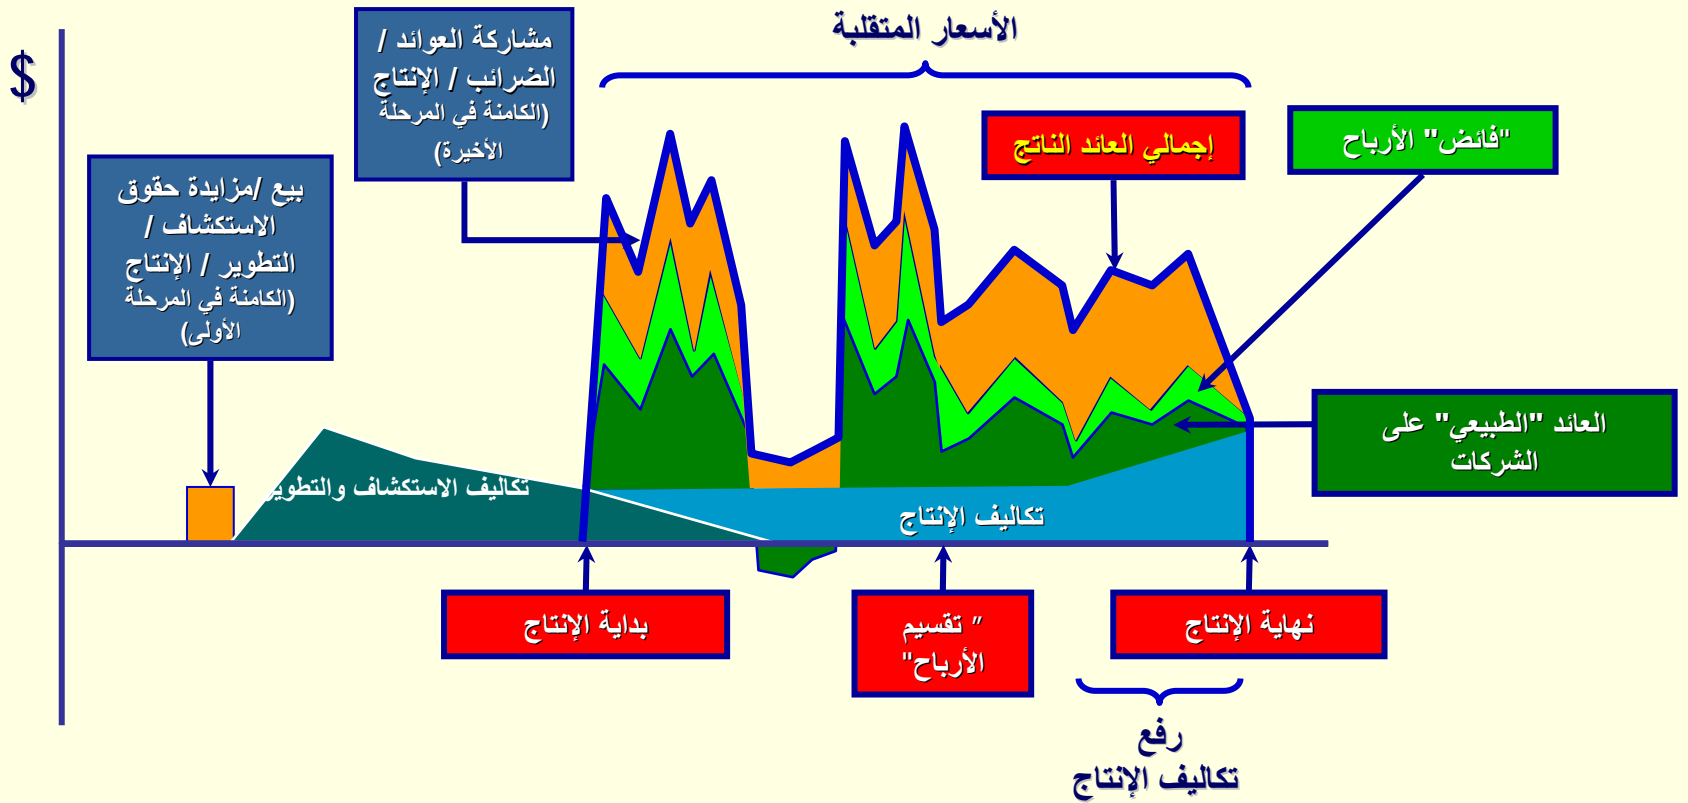 الأسعار المتقلبة
$
مشاركة العوائد /
الضرائب / الإنتاج
(الكامنة في المرحلة
الأخيرة)
إجمالي العائد الناتج
"فائض" الأرباح
بيع /مزايدة حقوق
الاستكشاف /
التطوير / الإنتاج
(الكامنة في المرحلة
الأولى)
العائد "الطبيعي" على
الشركات
تكاليف الاستكشاف والتطوير
تكاليف الإنتاج
بداية الإنتاج
" تقسيم
الأرباح"
نهاية الإنتاج
رفع
تكاليف الإنتاج